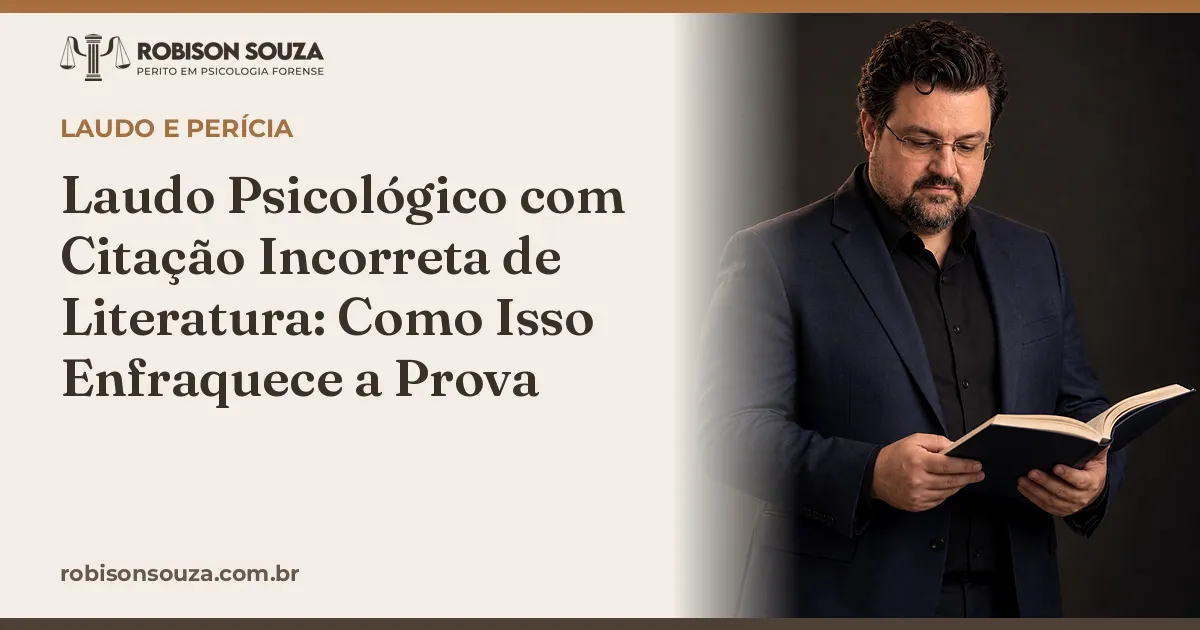 ROBISON SOUZA
PERITO EM PSICOLOGIA FORENSE
LAUDO E PERÍCIA
Laudo Psicológico com
Citação Incorreta de
Literatura: Como Isso
Enfraquece a Prova
robisonsouza.com.br